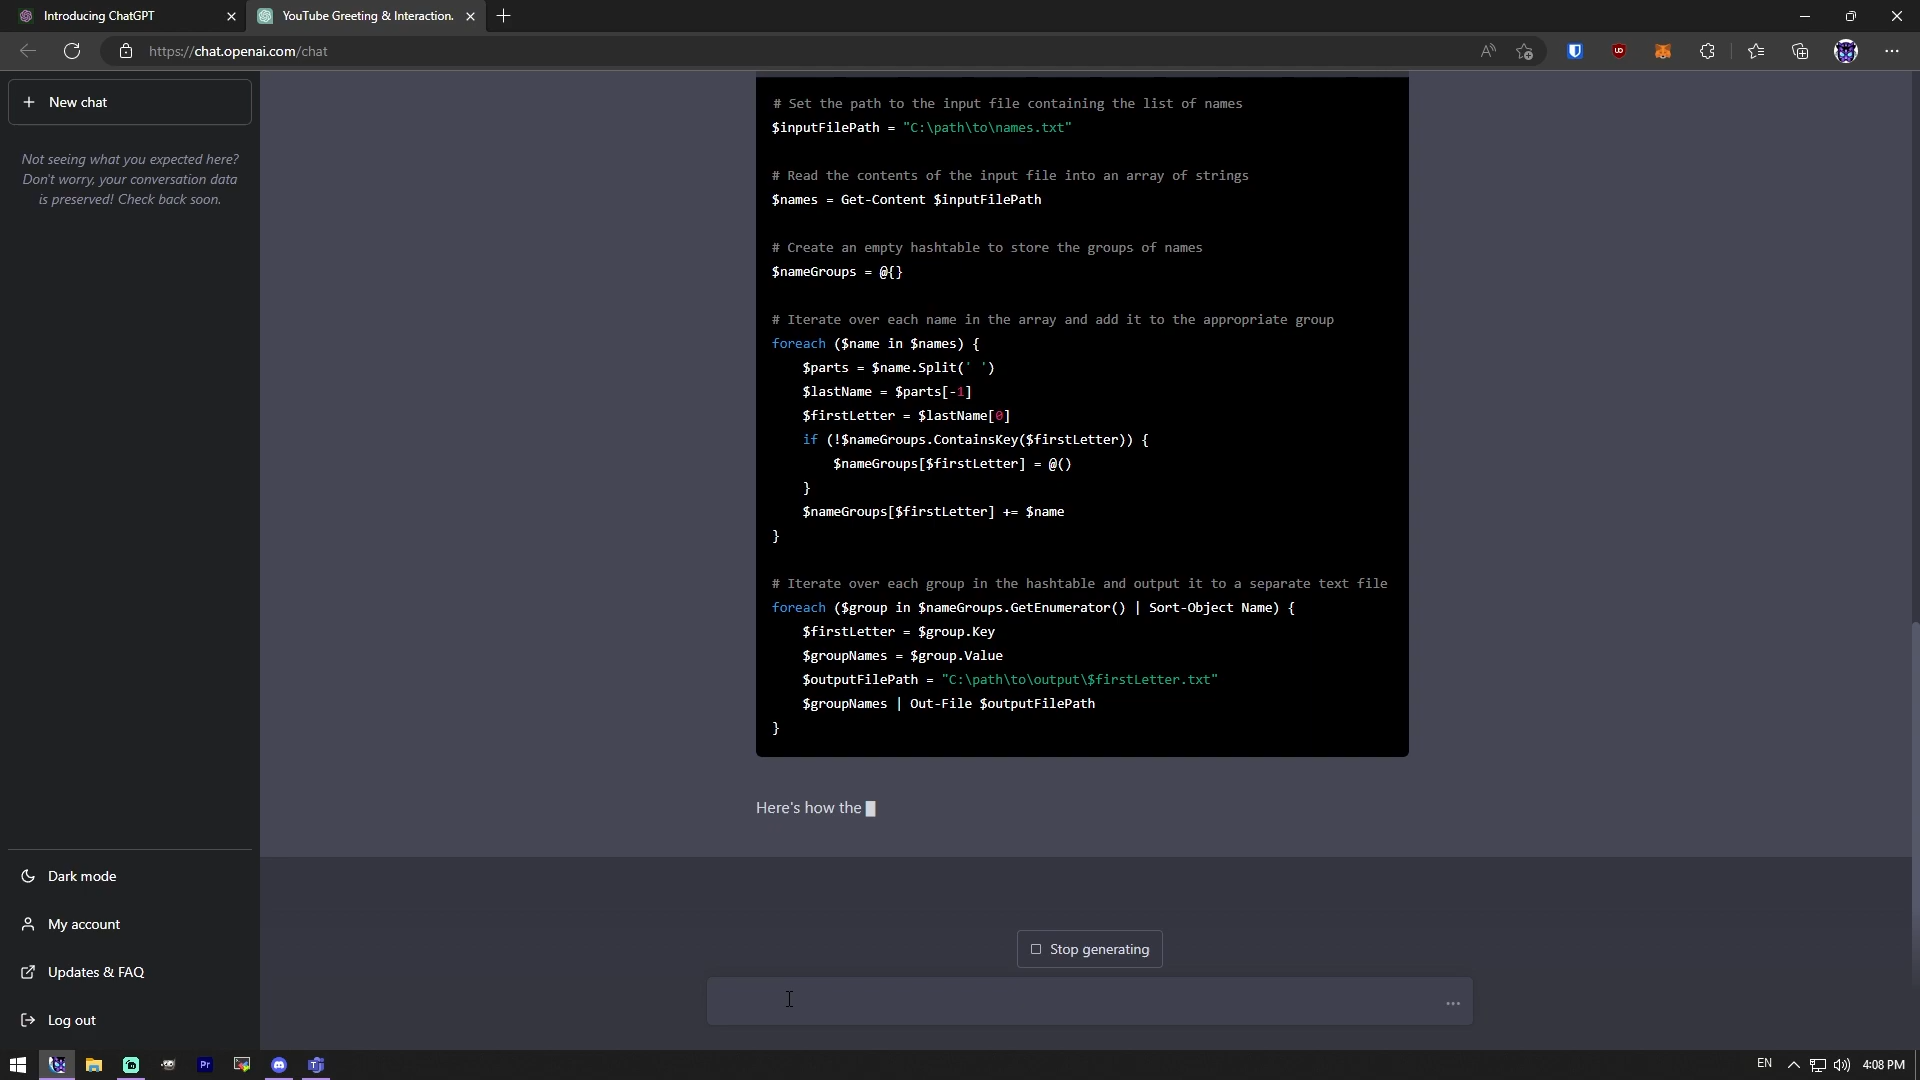 Introducing ChatGPT
YouTube Greeting & Interaction.
https://chat.openai.com/chat
New chat
Not seeing what you expected here?
Don't worry, your conversation data
is preserved! Check back soon.
# Set the path to the input file containing the list of names
$inputFilePath = "C:\path\to\names.txt"
# Read the contents of the input file into an array of strings
$names = Get-Content $inputFilePath
# Create an empty hashtable to store the groups of names
$nameGroups = @{}
# Iterate over each name in the array and add it to the appropriate group
foreach ($name in $names) {
    $parts = $name.Split(' ')
    $lastName = $parts[-1]
    $firstLetter = $lastName[0]
    if (!$nameGroups.ContainsKey($firstLetter)) {
        $nameGroups[$firstLetter] = @()
    }
    $nameGroups[$firstLetter] += $name
}
# Iterate over each group in the hashtable and output it to a separate text file
foreach ($group in $nameGroups.GetEnumerator() | Sort-Object Name) {
    $firstLetter = $group.Key
    $groupNames = $group.Value
    $outputFilePath = "C:\path\to\output\$firstLetter.txt"
    $groupNames | Out-File $outputFilePath
}
Here's how the
Dark mode
My account
Updates & FAQ
Log out
Stop generating
Pr
EN
4:08 PM